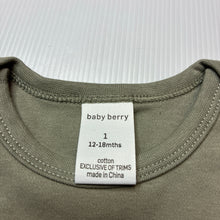 baby berry
1
12-18mths
cotton
EXCLUSIVE OF TRIMS
made in China